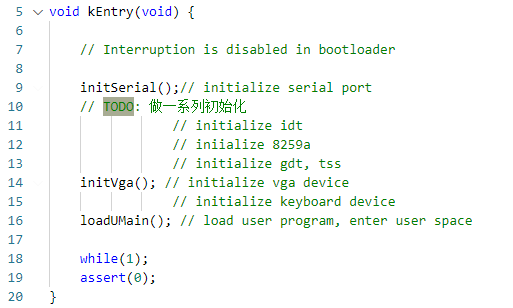 5 void kEntry(void) {
6
7 // Interruption is disabled in bootloader
8
9 initSerial();// initialize serial port
10 // TODO: 做一系列初始化
11 // initialize idt
12 // iniialize 8259a
13 // initialize gdt, tss
14 initVga(); // initialize vga device
15 // initialize keyboard device
16 loadUMain(); // load user program, enter user space
17
18 while(1);
19 assert(0);
20 }